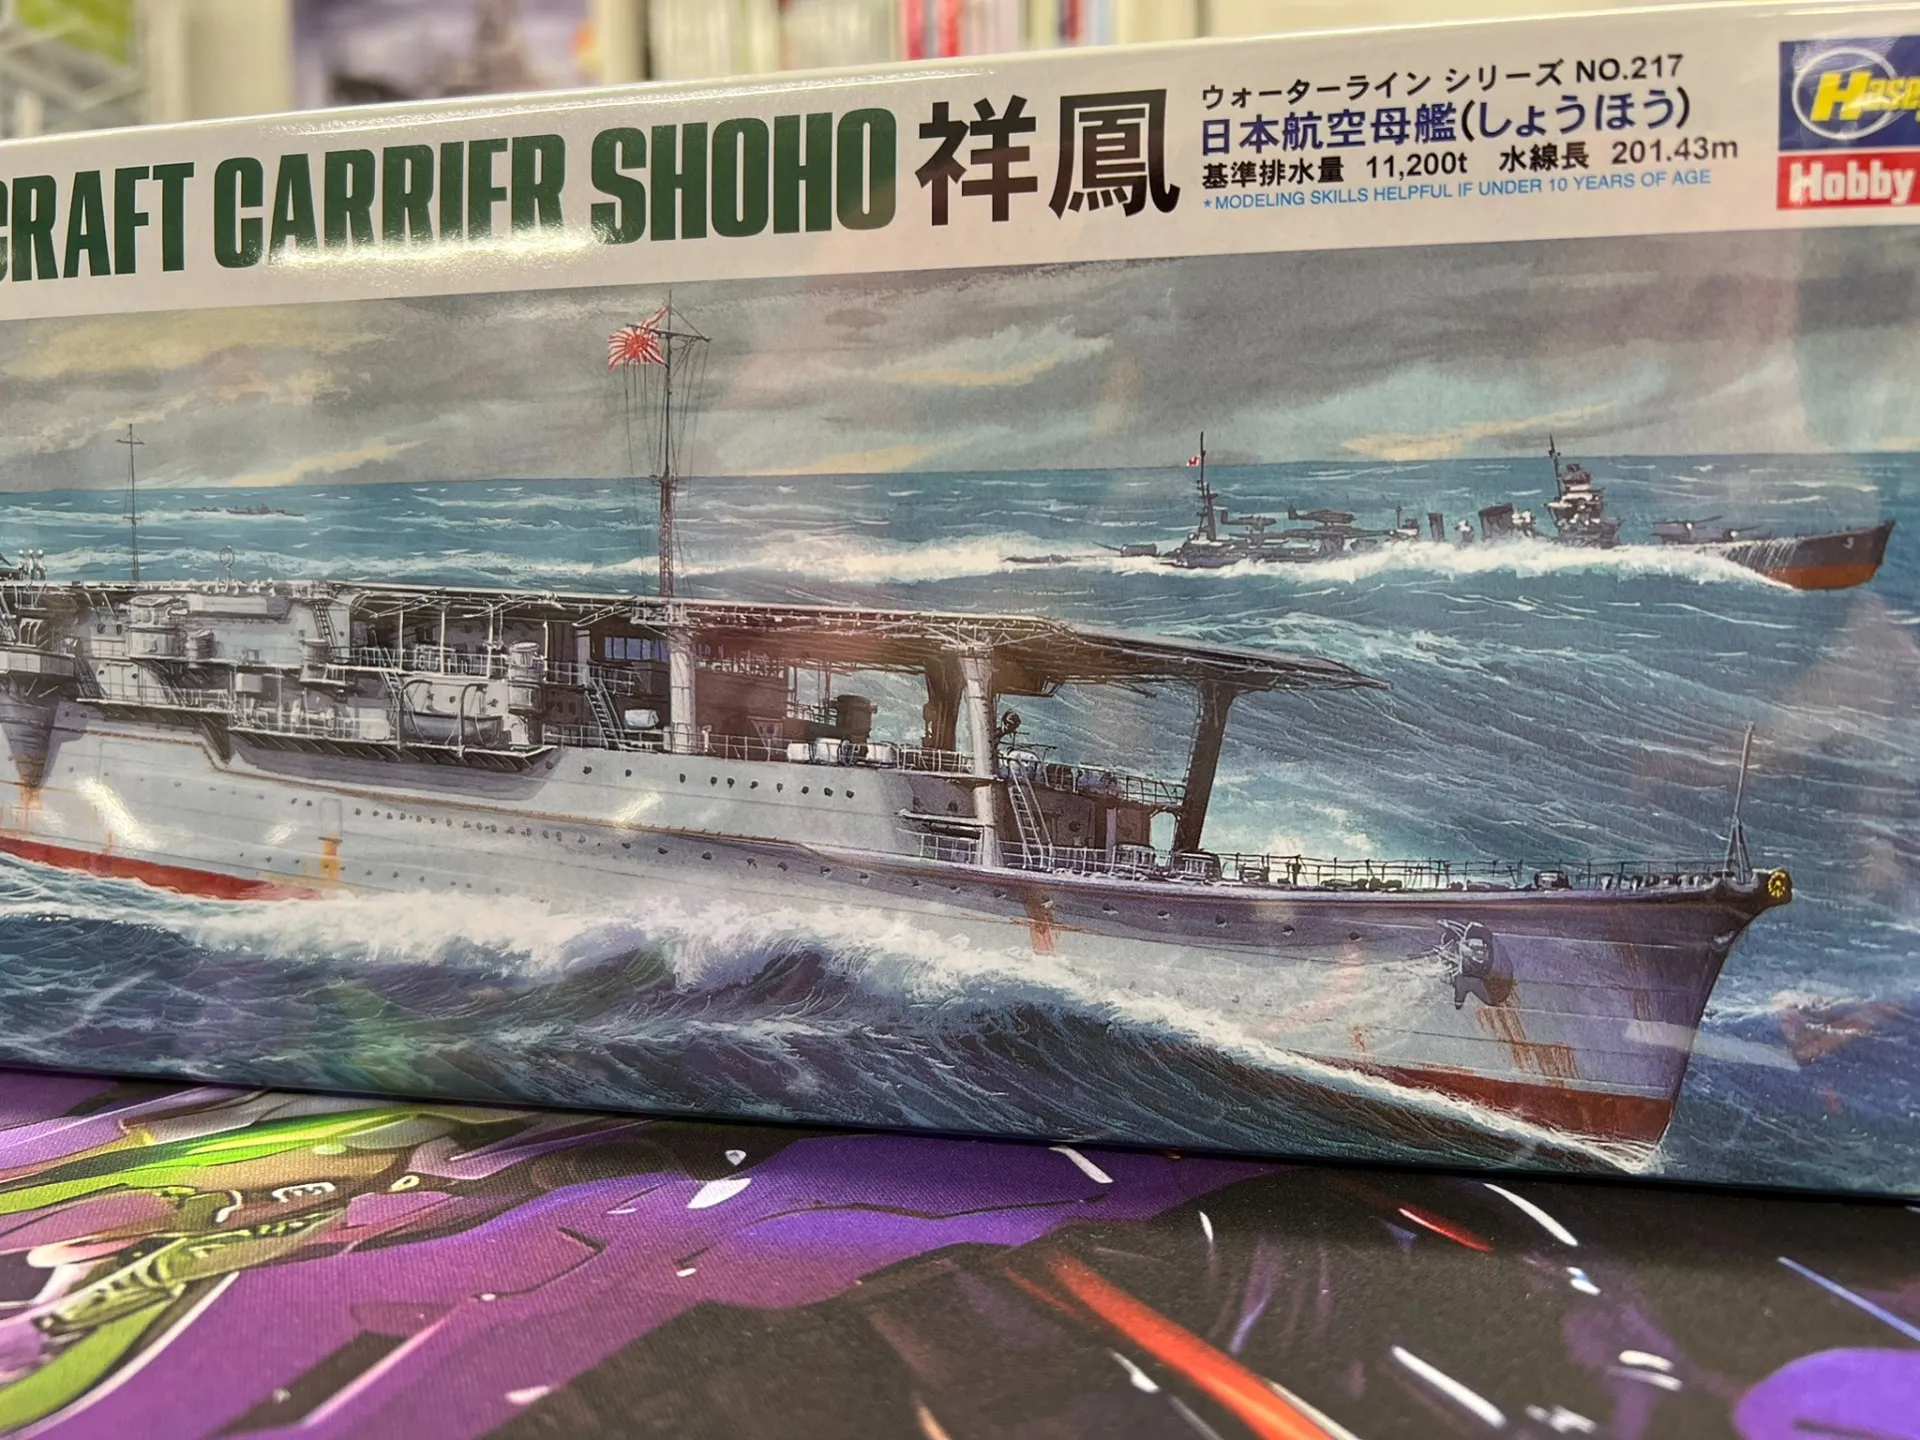 CRAFT CARRIER SHOHO 祥鳳
ウォーターライン シリーズ NO.217
日本航空母艦(しょうほう)
基準排水量 11,200t 水線長 201.43m
★MODELING SKILLS HELPFUL IF UNDER 10 YEARS OF AGE
Hase
Hobby